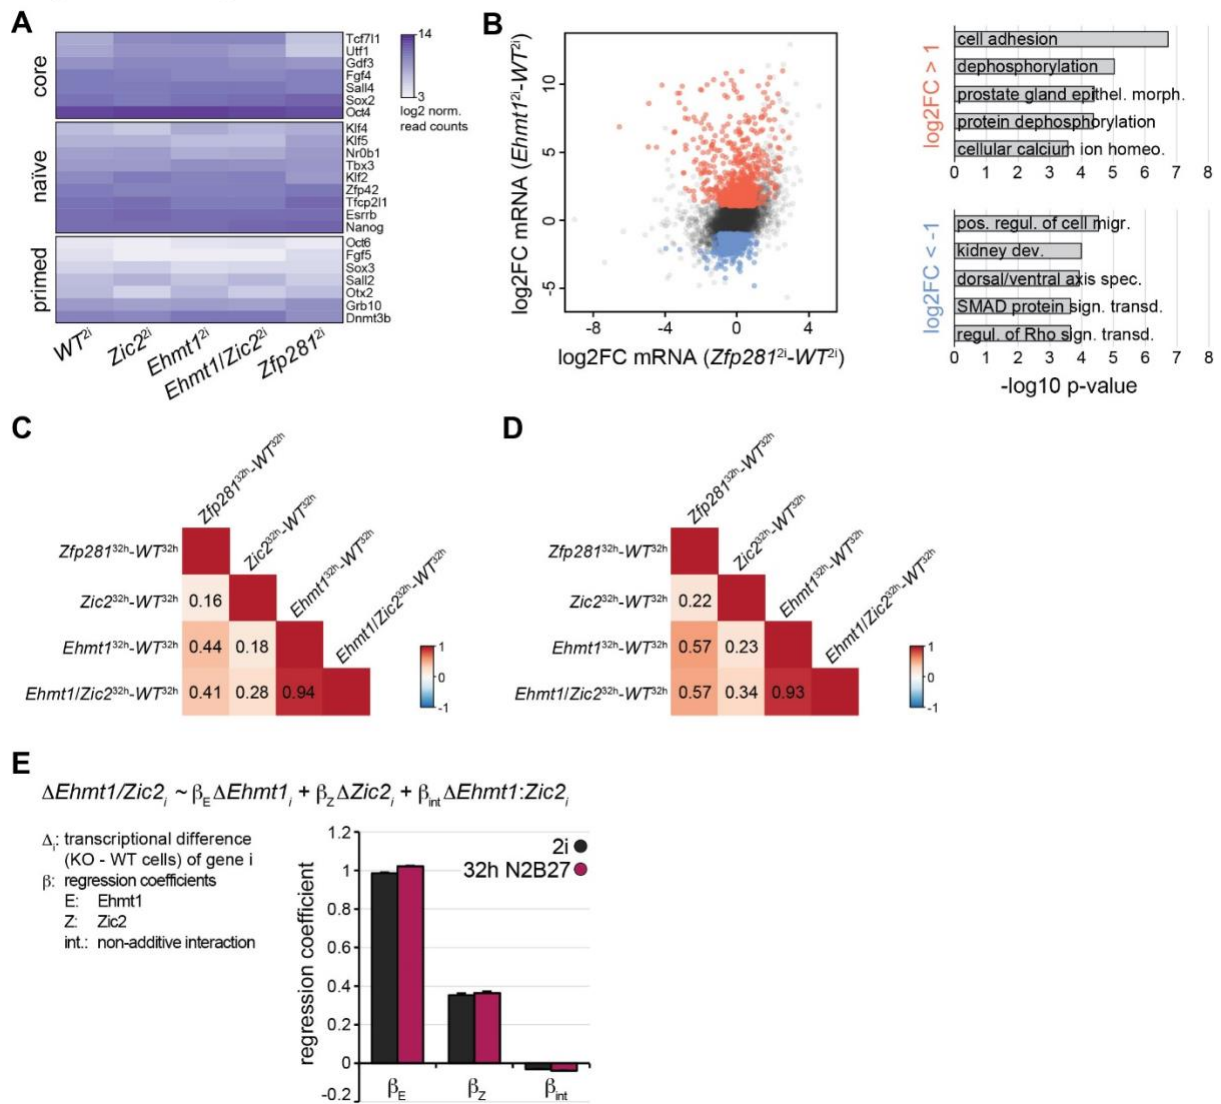 A
core
Tcf7l1
Utf1
Gdf3
Fgf4
Sall4
Sox2
Oct4
naïve
Klf4
Klf5
Nr0b1
Tbx3
Klf2
Zfp42
Tfcp2l1
Esrrb
Nanog
primed
Oct6
Fgf5
Sox3
Sall2
Otx2
Grb10
Dnmt3b
WT2i
Zic22i
Ehmt12i
Ehmt1/Zic22i
Zfp2812i
14
3
log2 norm.
read counts
B
log2FC mRNA (Ehmt12i-WT2i)
10
5
0
-5
-8 -4 0 4
log2FC mRNA (Zfp2812i-WT2i)
log2FC > 1
cell adhesion
dephosphorylation
prostate gland epithel. morph.
protein dephosphorylation
cellular calcium ion homeo.
0 1 2 3 4 5 6 7 8
log2FC < -1
pos. regul. of cell migr.
kidney dev.
dorsal/ventral axis spec.
SMAD protein sign. transd.
regul. of Rho sign. transd.
0 1 2 3 4 5 6 7 8
-log10 p-value
C
Zfp28132h-WT32h
Zic232h-WT32h
Ehmt132h-WT32h
Ehmt1/Zic232h-WT32h
Zfp28132h-WT32h
Zic232h-WT32h 0.16
Ehmt132h-WT32h 0.44 0.18
Ehmt1/Zic232h-WT32h 0.41 0.28 0.94
1
0
-1
D
Zfp28132h-WT32h
Zic232h-WT32h
Ehmt132h-WT32h
Ehmt1/Zic232h-WT32h
Zfp28132h-WT32h
Zic232h-WT32h 0.22
Ehmt132h-WT32h 0.57 0.23
Ehmt1/Zic232h-WT32h 0.57 0.34 0.93
1
0
-1
E
ΔEhmt1/Zic2i ~ βEΔEhmt1i + βZΔZic2i + βintΔEhmt1:Zic2i
Δi: transcriptional difference
(KO - WT cells) of gene i
β: regression coefficients
E: Ehmt1
Z: Zic2
int.: non-additive interaction
regression coefficient
1.2
1
0.8
0.6
0.4
0.2
0
-0.2
2i
32h N2B27
βE βZ βint